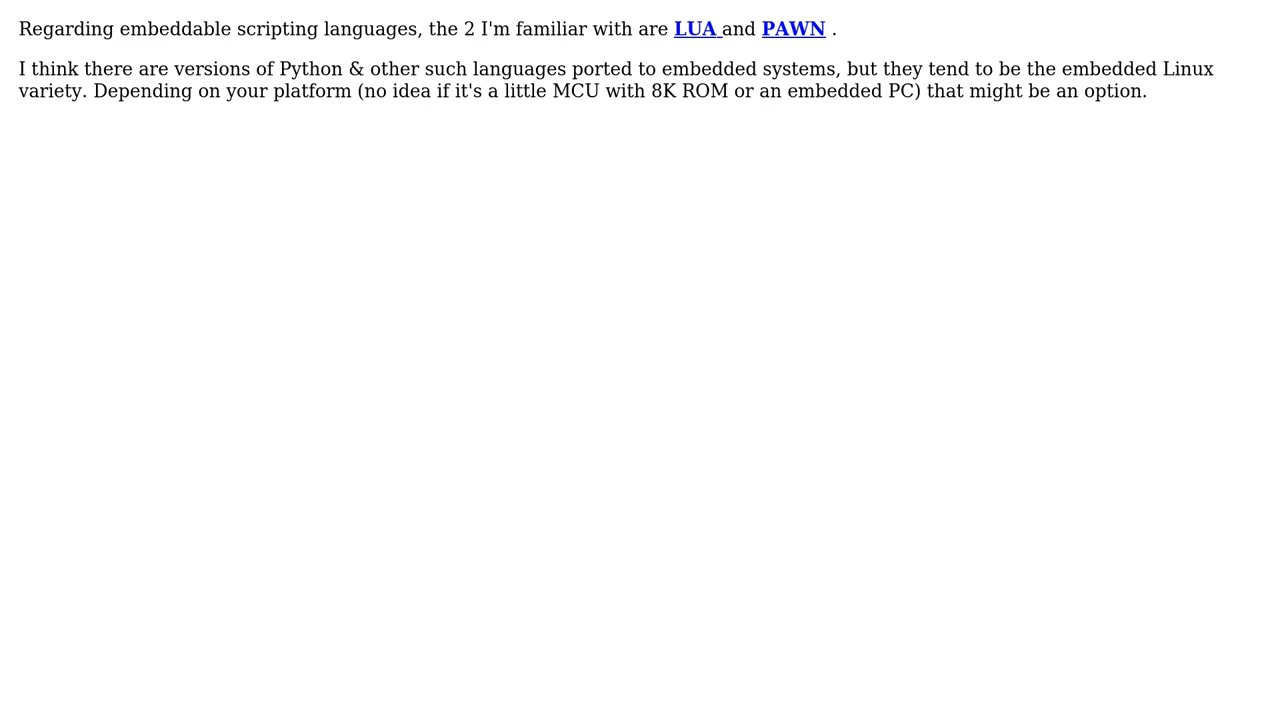 Regarding embeddable scripting languages, the 2 I'm familiar with are LUA and PAWN .
I think there are versions of Python & other such languages ported to embedded systems, but they tend to be the embedded Linux
variety. Depending on your platform (no idea if it's a little MCU with 8K ROM or an embedded PC) that might be an option.